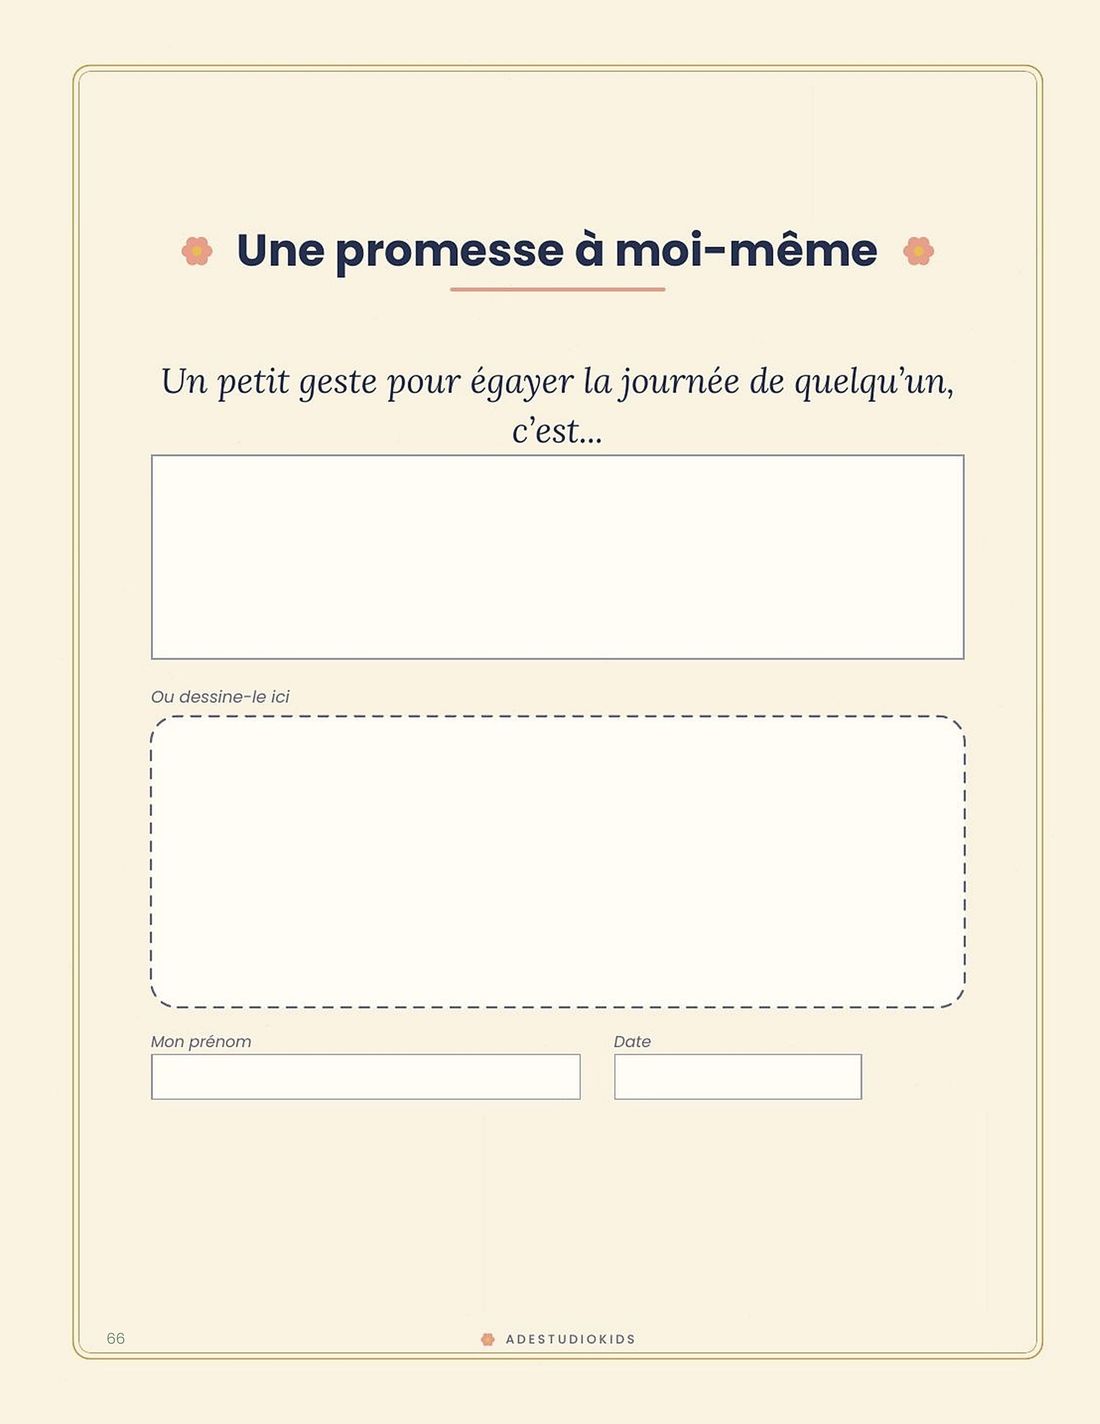 Une promesse à moi-même
Un petit geste pour égayer la journée de quelqu’un,
c’est...
Ou dessine-le ici
Mon prénom
Date
66
ADESTUDIOKIDS